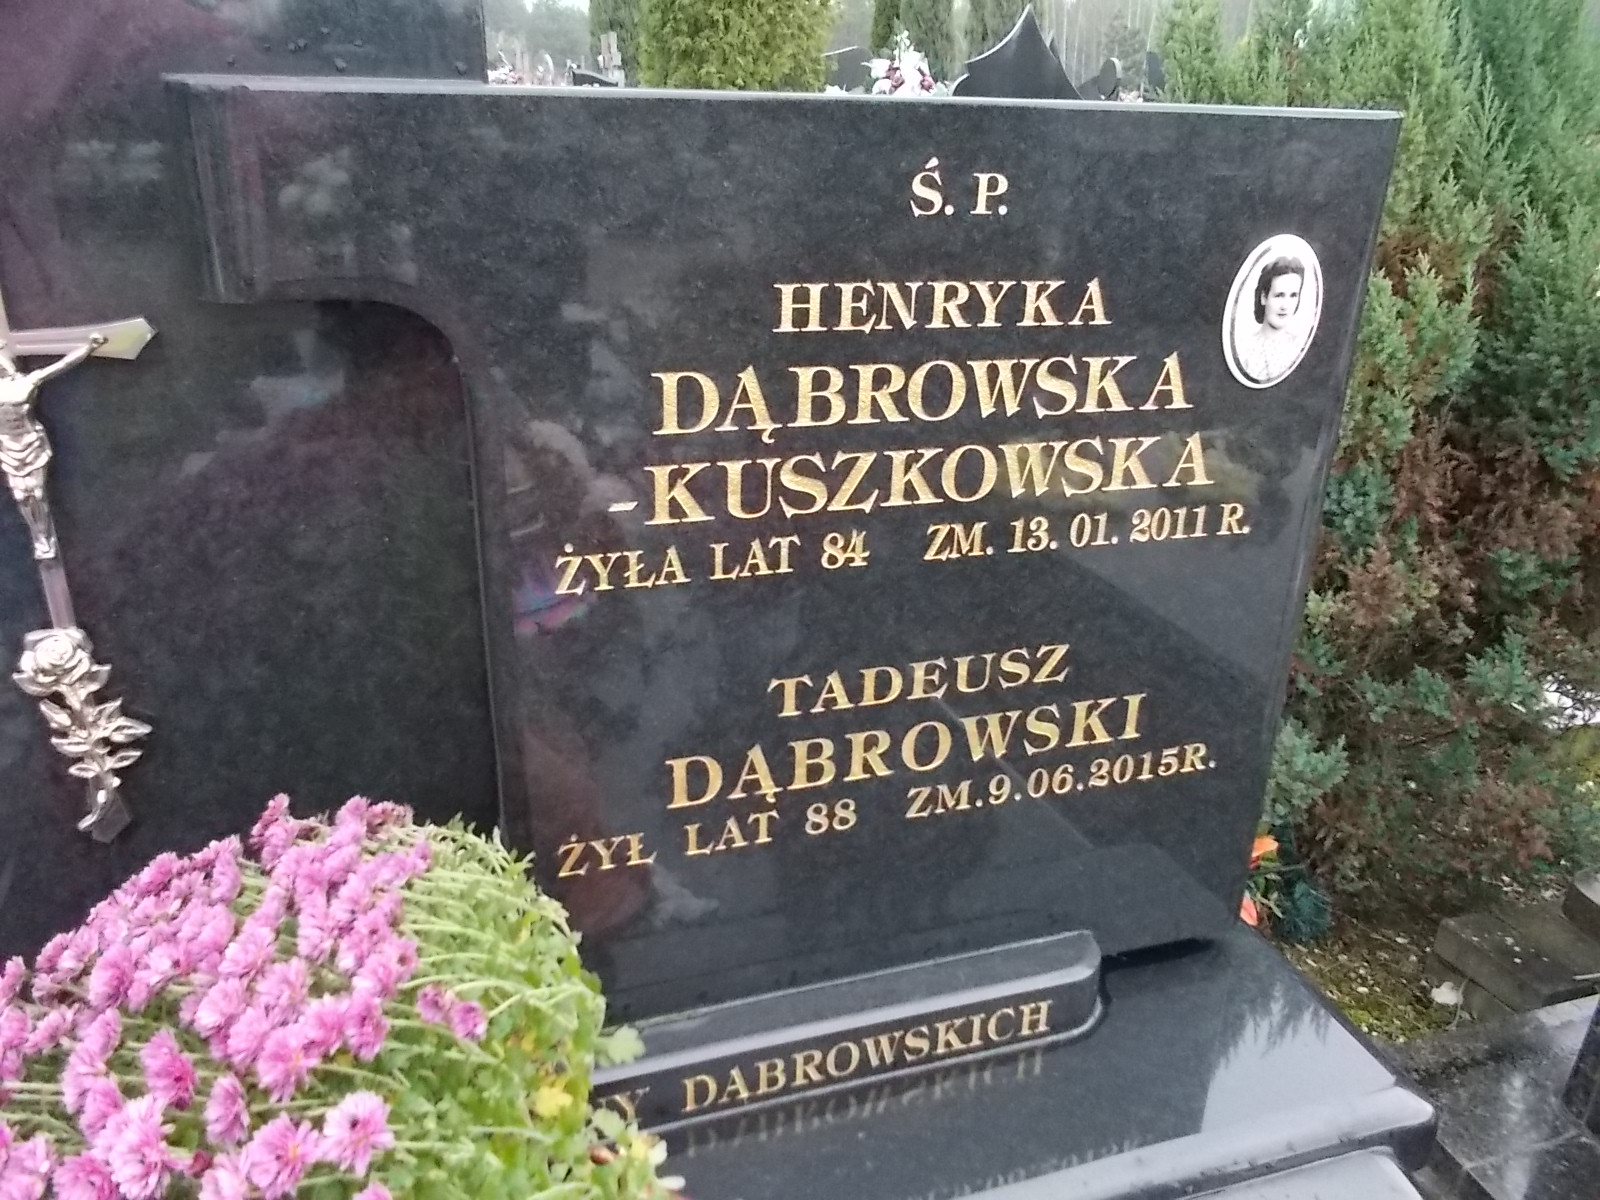 Ś. P.
HENRYKA
DĄBROWSKA
-KUSZKOWSKA
ŻYŁA LAT 84 ZM. 13. 01. 2011 R.
TADEUSZ
DĄBROWSKI
ŻYŁ LAT 88 ZM. 9.06.2015R.
DĄBROWSKICH